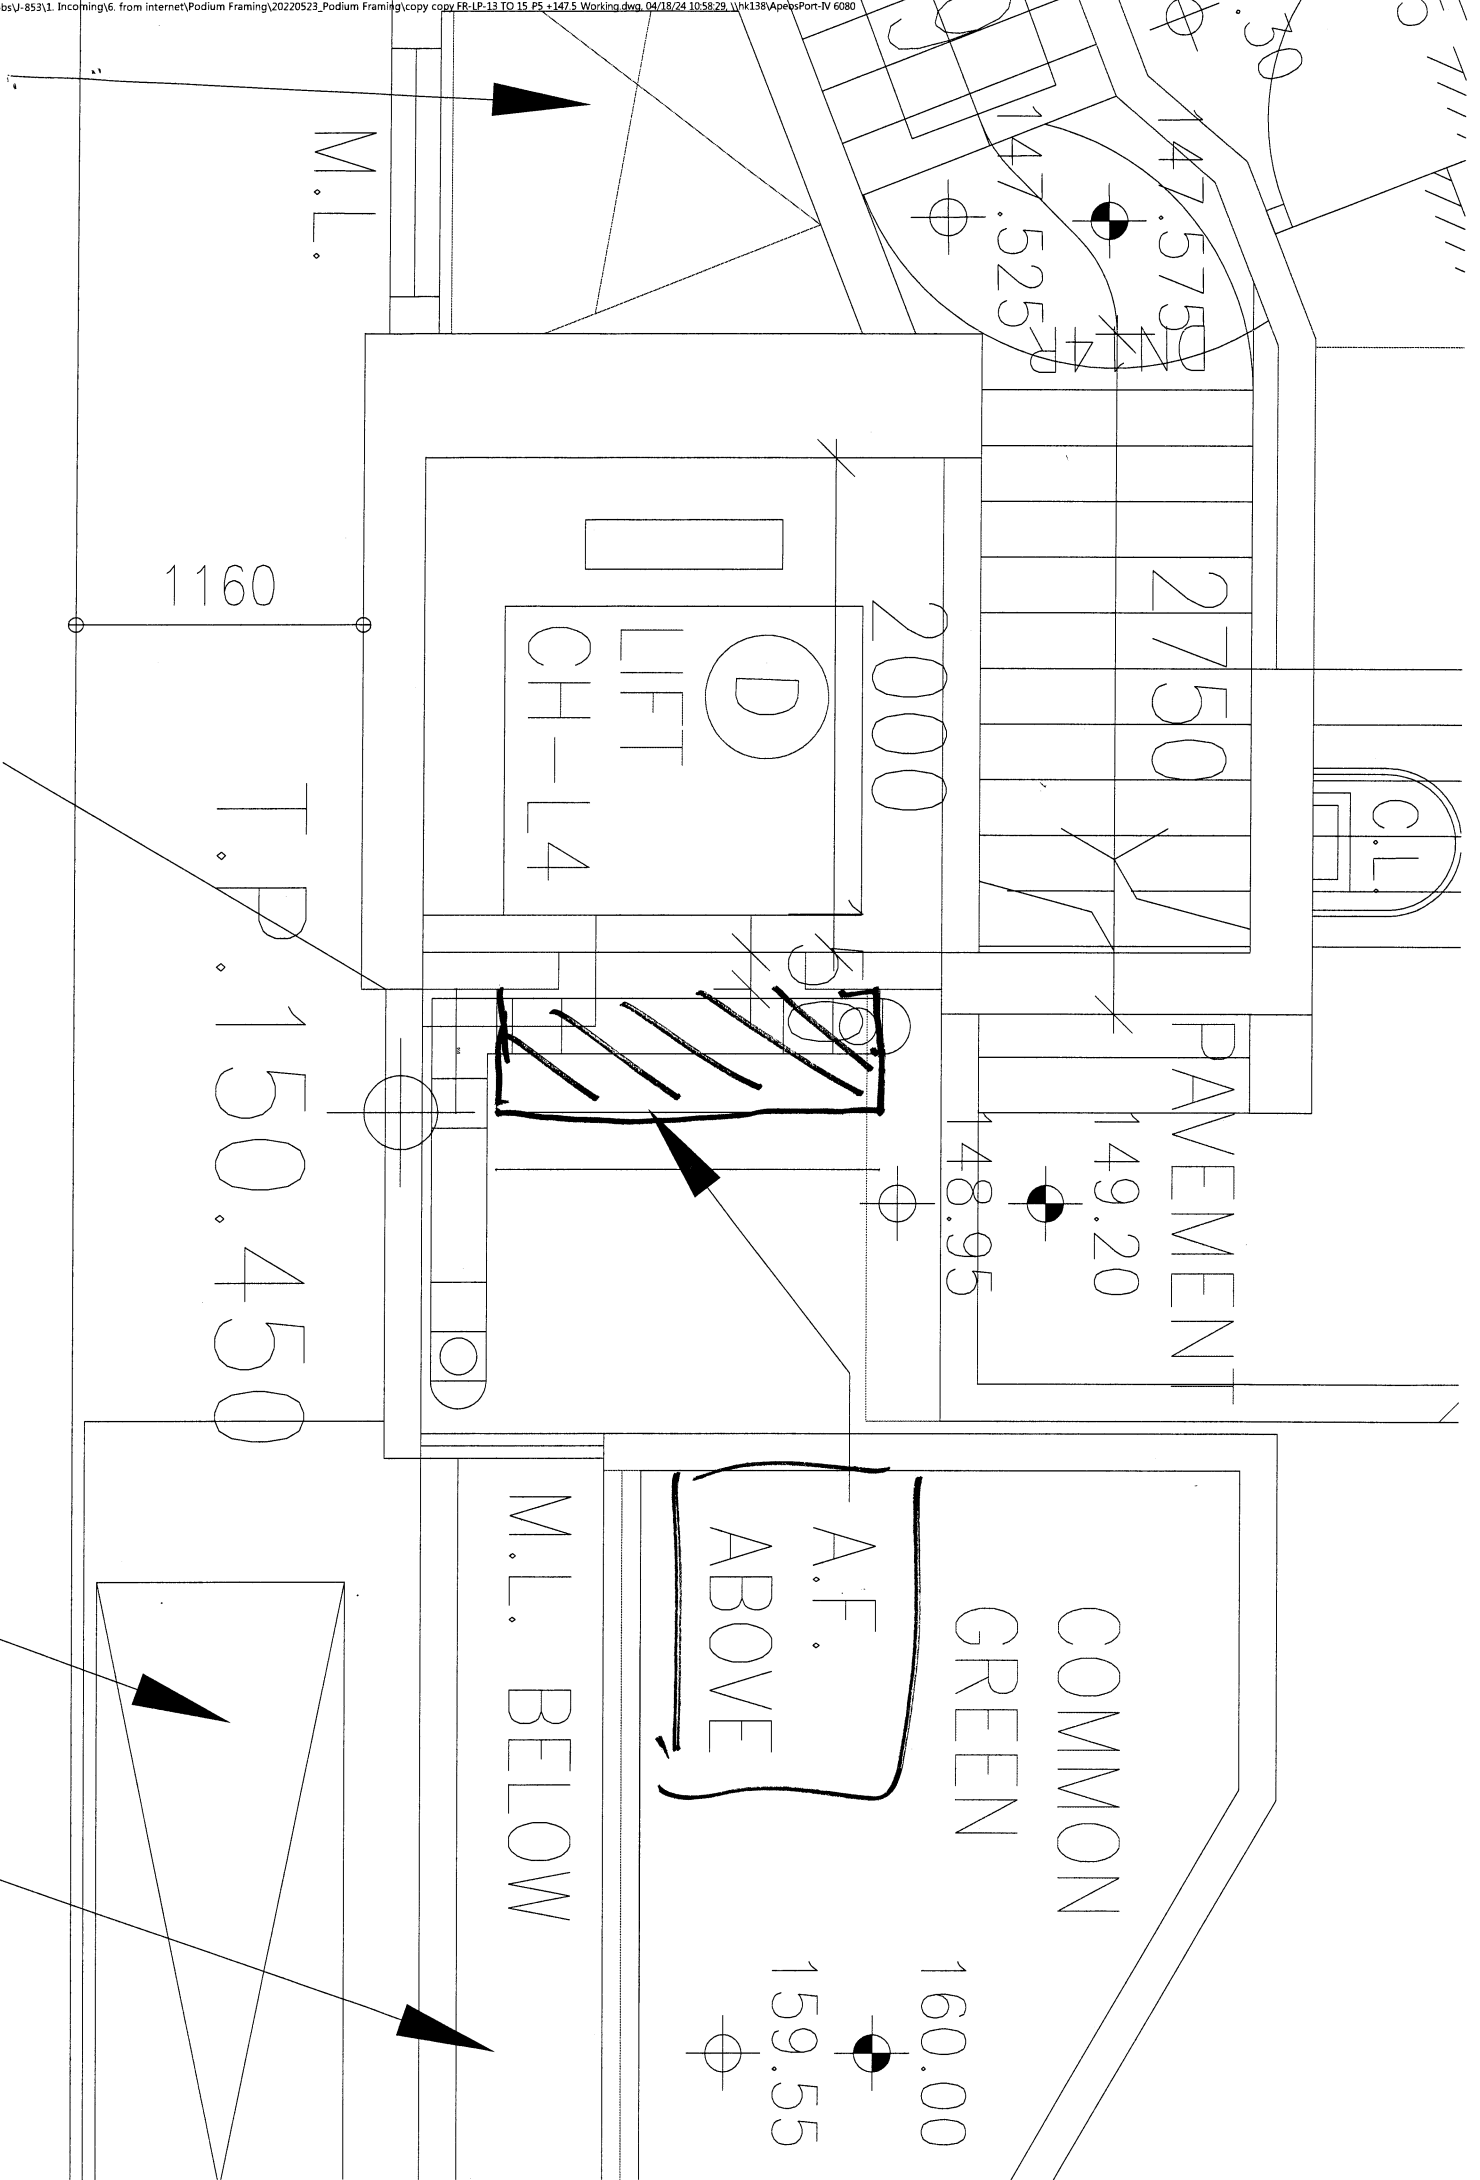 bs\J-853\1. Incoming\6. from internet\Podium Framing\20220523_Podium Framing\copy copy FR-LP-13 TO 15 P5 +147.5 Working.dwg, 04/18/24 10:58:29, \\hk138\ApeosPort-IV 6080
.30
M.L.
147.575
147.525
DN14R
1160
2750
2000
D
LIFT
CH-L4
C.L.
150
T.P. 150.450
PAVEMENT
149.20
148.95
COMMON
GREEN
A.F.
ABOVE
M.L. BELOW
160.00
159.55